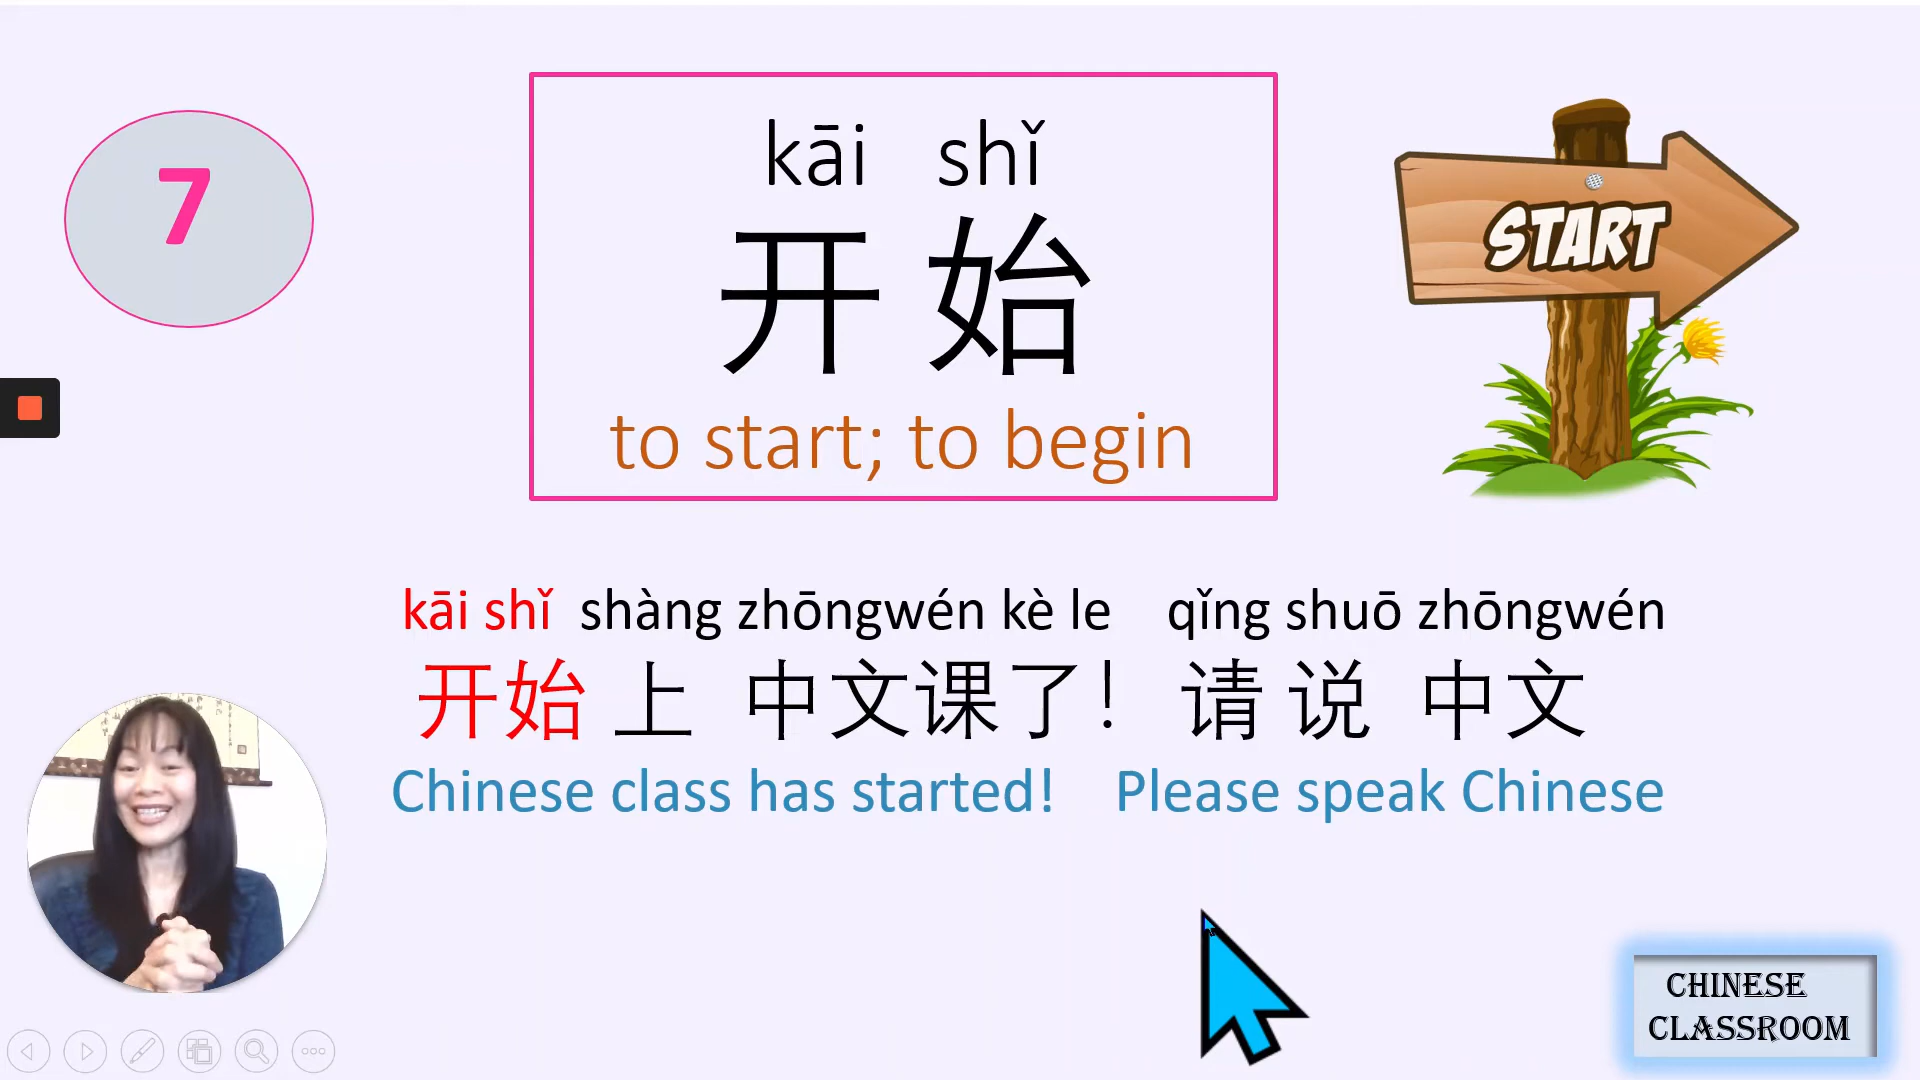 7
kāi shǐ
开始
to start; to begin
START
kāi shǐ shàng zhōngwén kè le qǐng shuō zhōngwén
开始 上 中文课了! 请 说 中文
Chinese class has started! Please speak Chinese
CHINESE
CLASSROOM